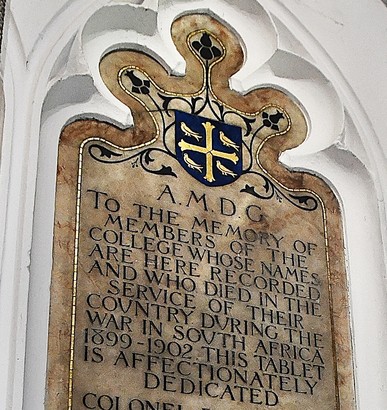 A.M.D.G.
TO THE MEMORY OF
MEMBERS OF THE
COLLEGE WHOSE NAMES
ARE HERE RECORDED
AND WHO DIED IN THE
SERVICE OF THEIR
COUNTRY DURING THE
WAR IN SOUTH AFRICA
1899-1902. THIS TABLET
IS AFFECTIONATELY
DEDICATED
COLONEL